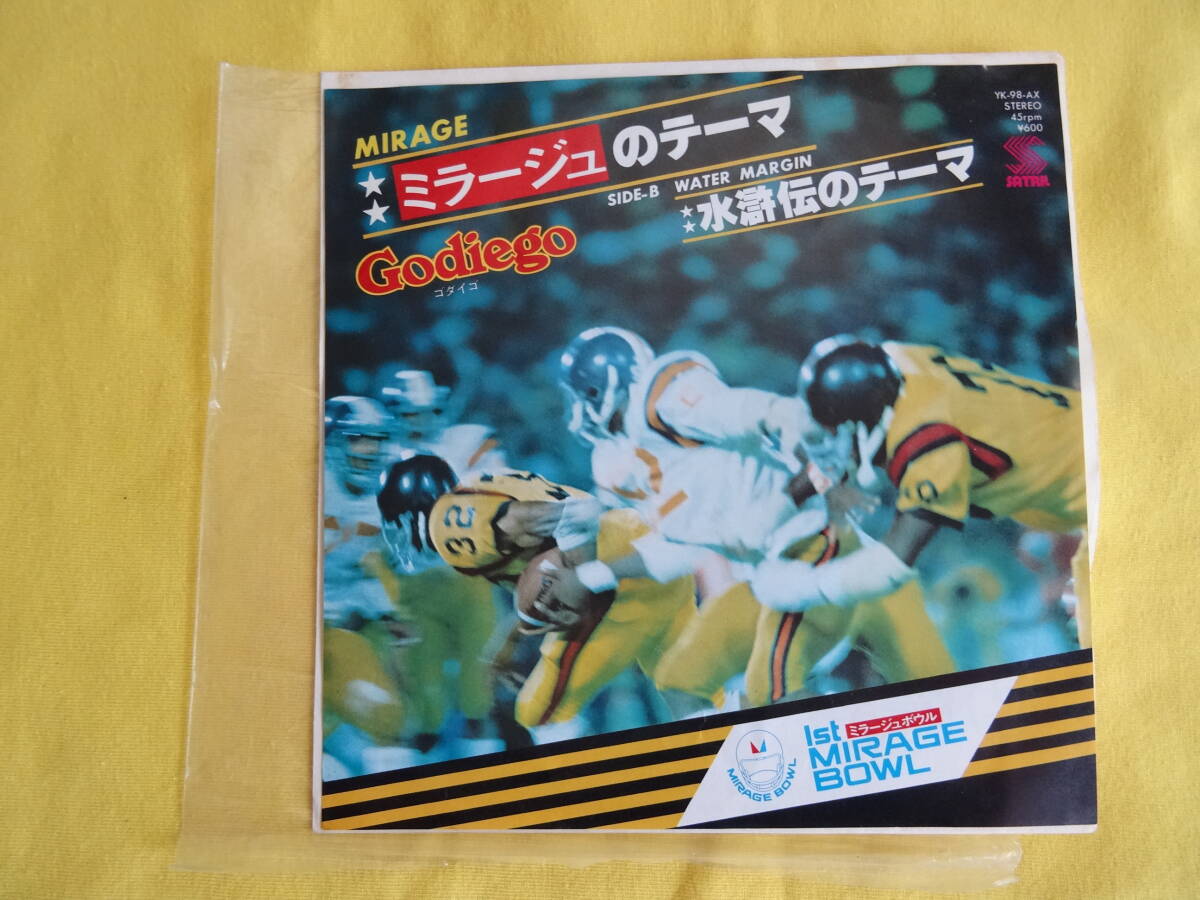 MIRAGE
ミラージュのテーマ
YK-98-AX
STEREO
45rpm
¥600
SATRIL
SIDE-B WATER MARGIN
水滸伝のテーマ
Godiego
ゴダイゴ
32
1st ミラージュボウル
MIRAGE
BOWL
MIRAGE BOWL